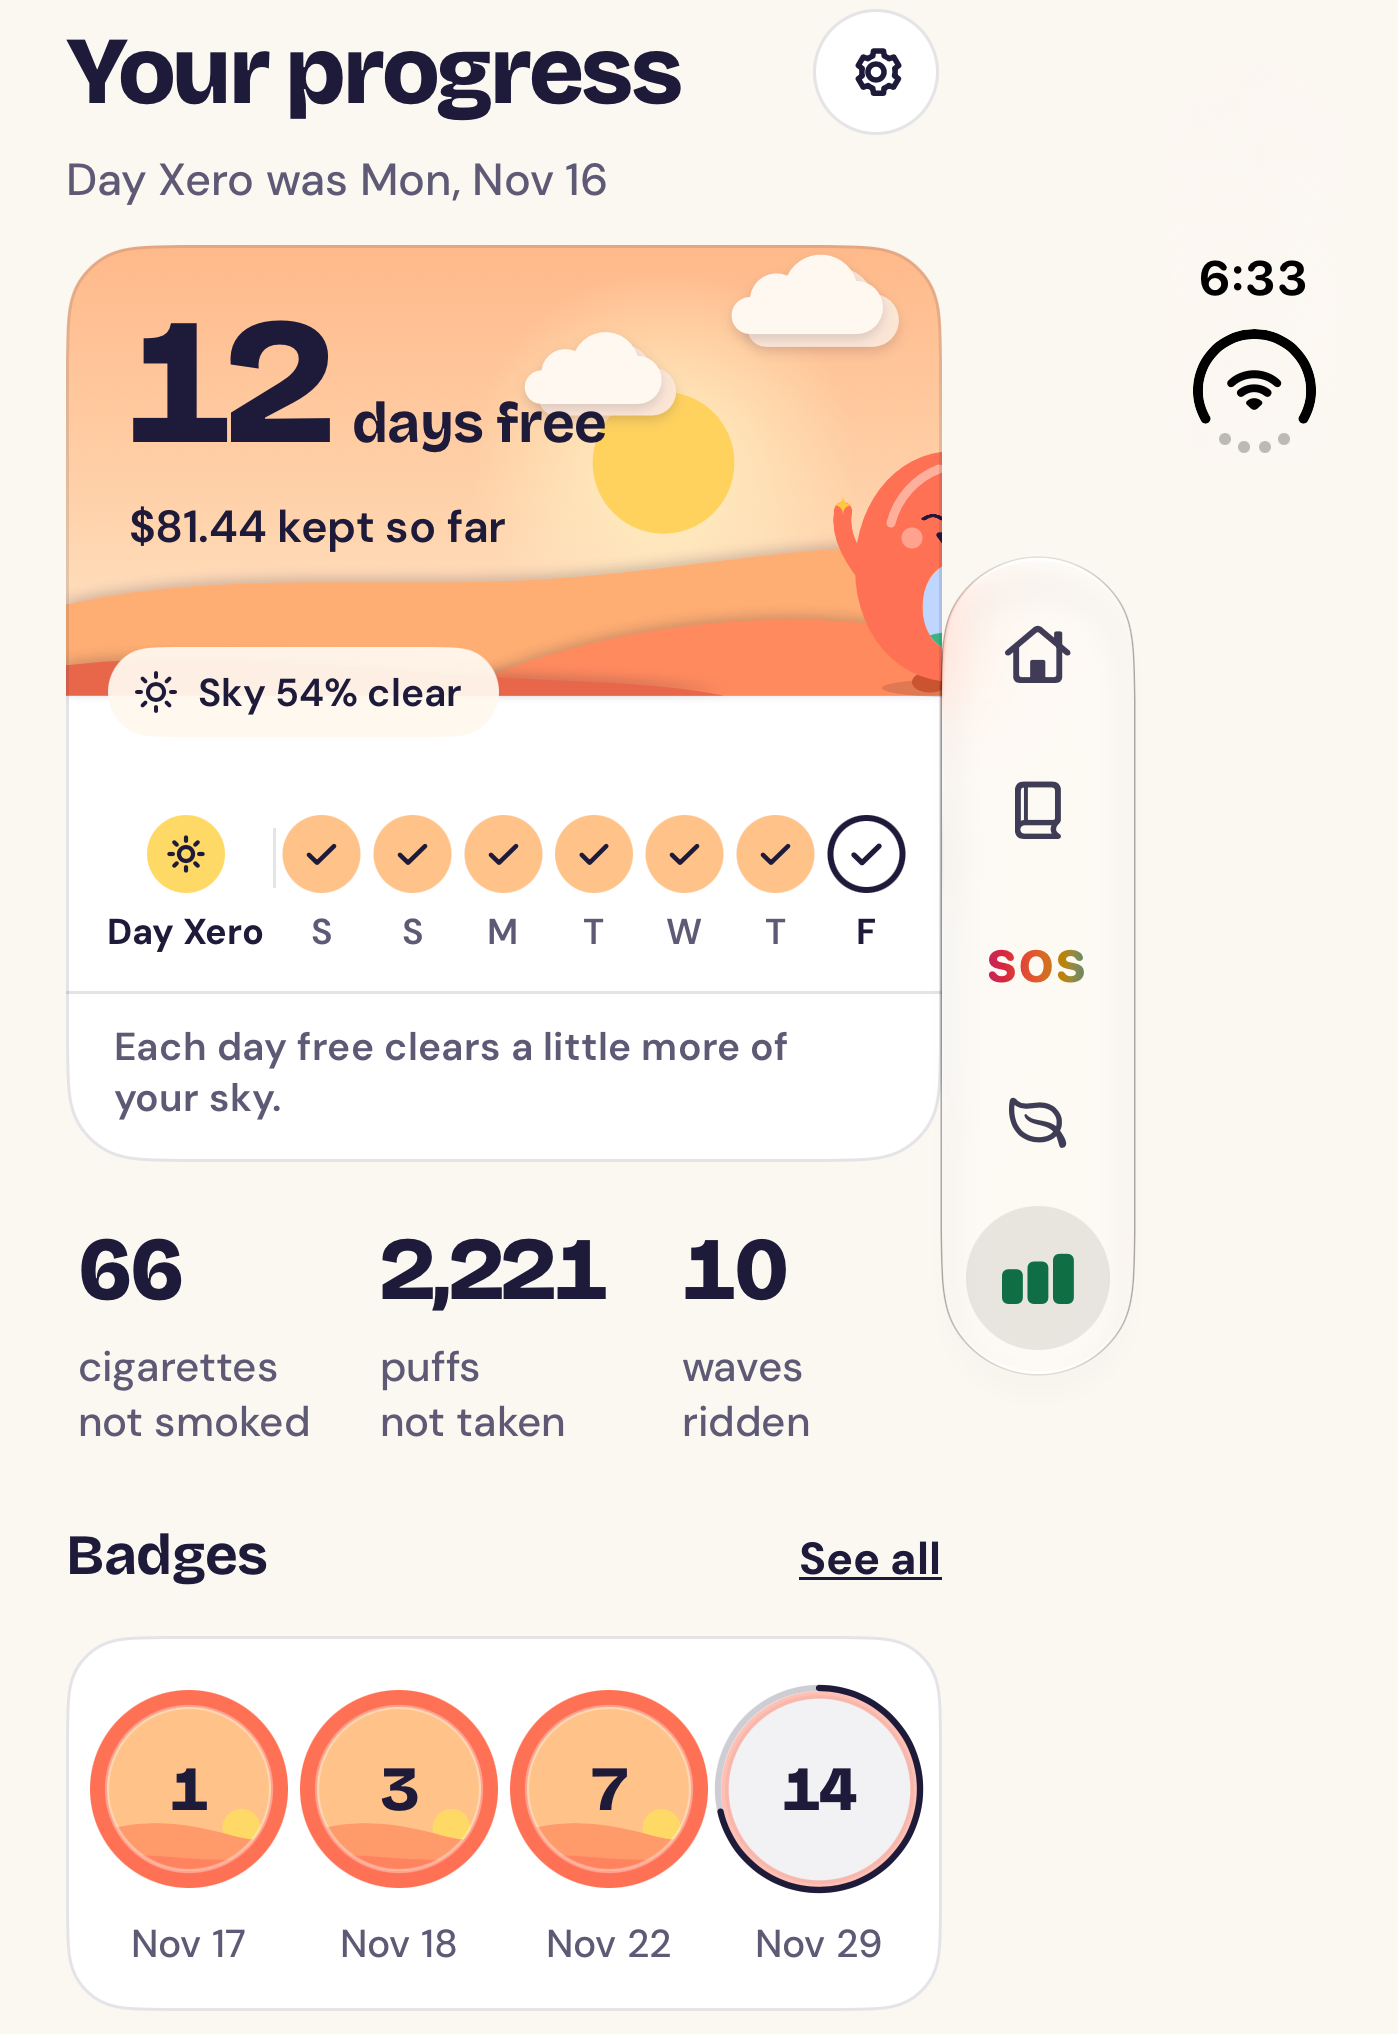 Your progress
Day Xero was Mon, Nov 16
6:33
12 days free
$81.44 kept so far
Sky 54% clear
Day Xero S S M T W T F
SOS
Each day free clears a little more of
your sky.
66 2,221 10
cigarettes puffs waves
not smoked not taken ridden
Badges See all
1 3 7 14
Nov 17 Nov 18 Nov 22 Nov 29